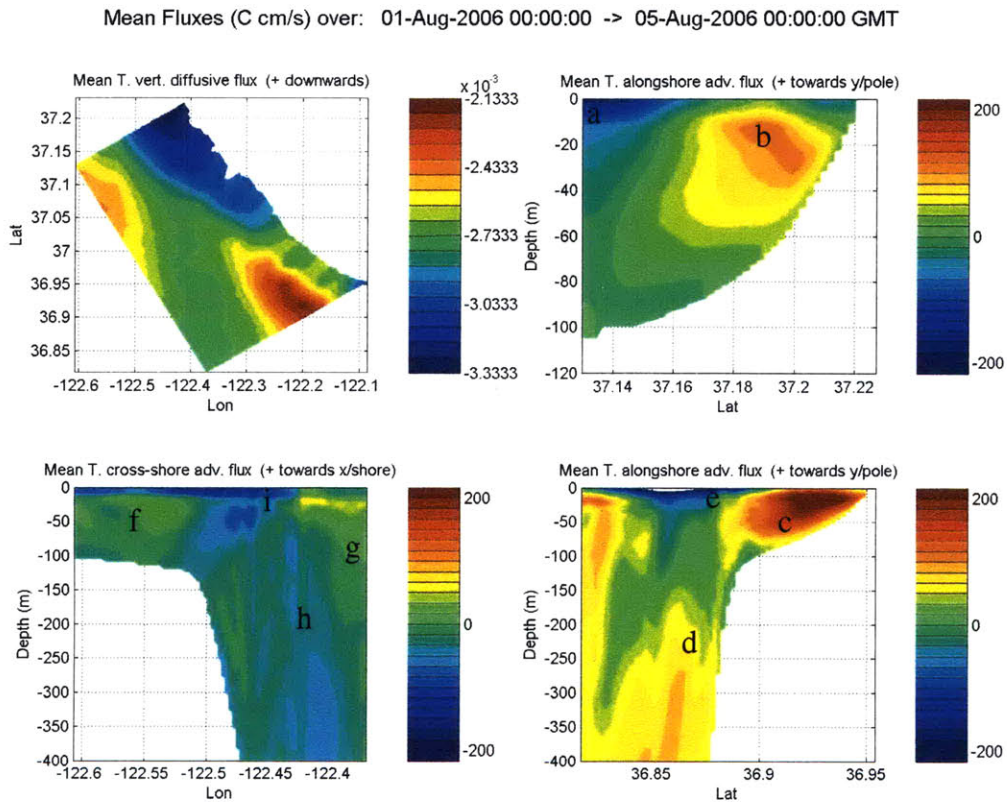 Mean Fluxes (C cm/s) over: 01-Aug-2006 00:00:00 -> 05-Aug-2006 00:00:00 GMT
Mean T. vert. diffusive flux (+ downwards)
x 10^-3
37.2
37.15
37.1
37.05
37
36.95
36.9
36.85
Lat
-122.6 -122.5 -122.4 -122.3 -122.2 -122.1
Lon
-2.1333
-2.4333
-2.7333
-3.0333
-3.3333
Mean T. alongshore adv. flux (+ towards y/pole)
0
-20
-40
-60
-80
-100
-120
Depth (m)
a
b
37.14 37.16 37.18 37.2 37.22
Lat
200
100
0
-100
-200
Mean T. cross-shore adv. flux (+ towards x/shore)
0
-50
-100
-150
-200
-250
-300
-350
-400
Depth (m)
f
i
g
h
-122.6 -122.55 -122.5 -122.45 -122.4
Lon
200
100
0
-100
-200
Mean T. alongshore adv. flux (+ towards y/pole)
0
-50
-100
-150
-200
-250
-300
-350
-400
Depth (m)
e
c
d
36.85 36.9 36.95
Lat
200
100
0
-100
-200